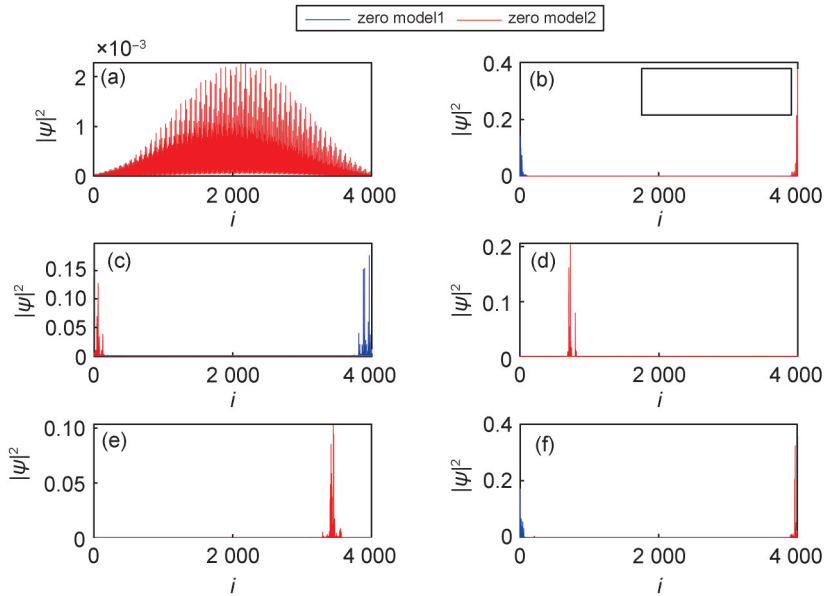 zero model1 zero model2
×10⁻³
(a)
|ψ|²
2
1
0
0 2 000 4 000
i
(b)
|ψ|²
0.4
0.2
0
0 2 000 4 000
i
(c)
|ψ|²
0.15
0.10
0.05
0
0 2 000 4 000
i
(d)
|ψ|²
0.2
0.1
0
0 2 000 4 000
i
(e)
|ψ|²
0.10
0.05
0
0 2 000 4 000
i
(f)
|ψ|²
0.4
0.2
0
0 2 000 4 000
i